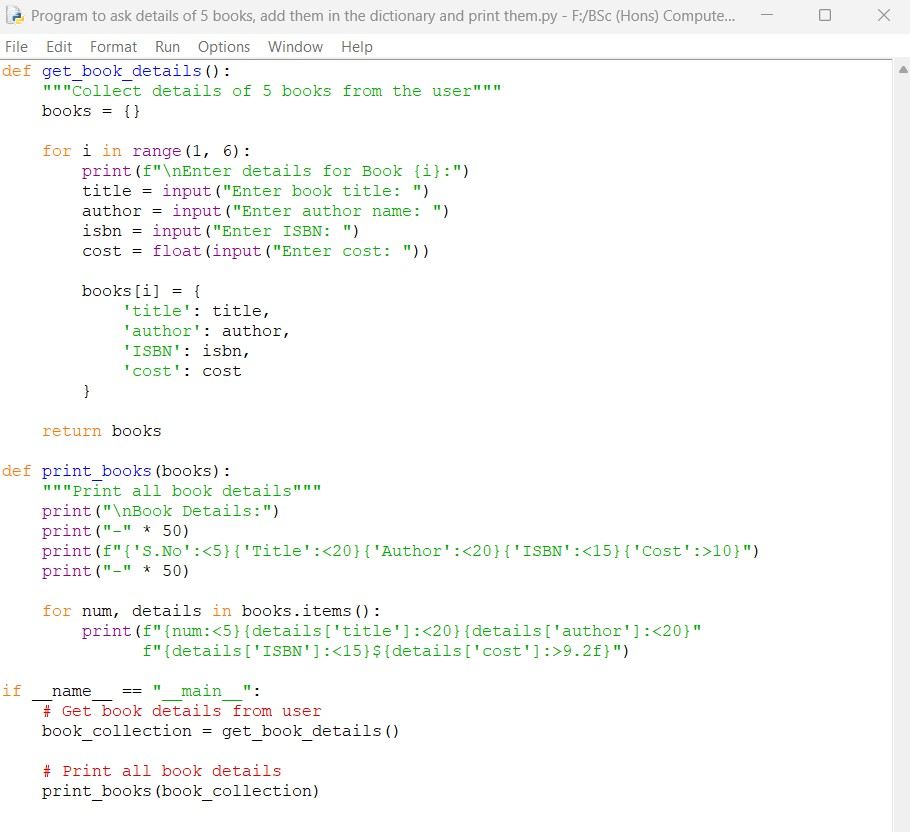 Program to ask details of 5 books, add them in the dictionary and print them.py - F:/BSc (Hons) Compute...
File Edit Format Run Options Window Help
def get_book_details():
    """Collect details of 5 books from the user"""
    books = {}

    for i in range(1, 6):
        print(f"\nEnter details for Book {i}:")
        title = input("Enter book title: ")
        author = input("Enter author name: ")
        isbn = input("Enter ISBN: ")
        cost = float(input("Enter cost: "))

        books[i] = {
            'title': title,
            'author': author,
            'ISBN': isbn,
            'cost': cost
        }

    return books

def print_books(books):
    """Print all book details"""
    print("\nBook Details:")
    print("-" * 50)
    print(f"{'S.No':<5}{'Title':<20}{'Author':<20}{'ISBN':<15}{'Cost':>10}")
    print("-" * 50)

    for num, details in books.items():
        print(f"{num:<5}{details['title']:<20}{details['author']:<20}"
              f"{details['ISBN']:<15}${details['cost']:>9.2f}")

if __name__ == "__main__":
    # Get book details from user
    book_collection = get_book_details()

    # Print all book details
    print_books(book_collection)